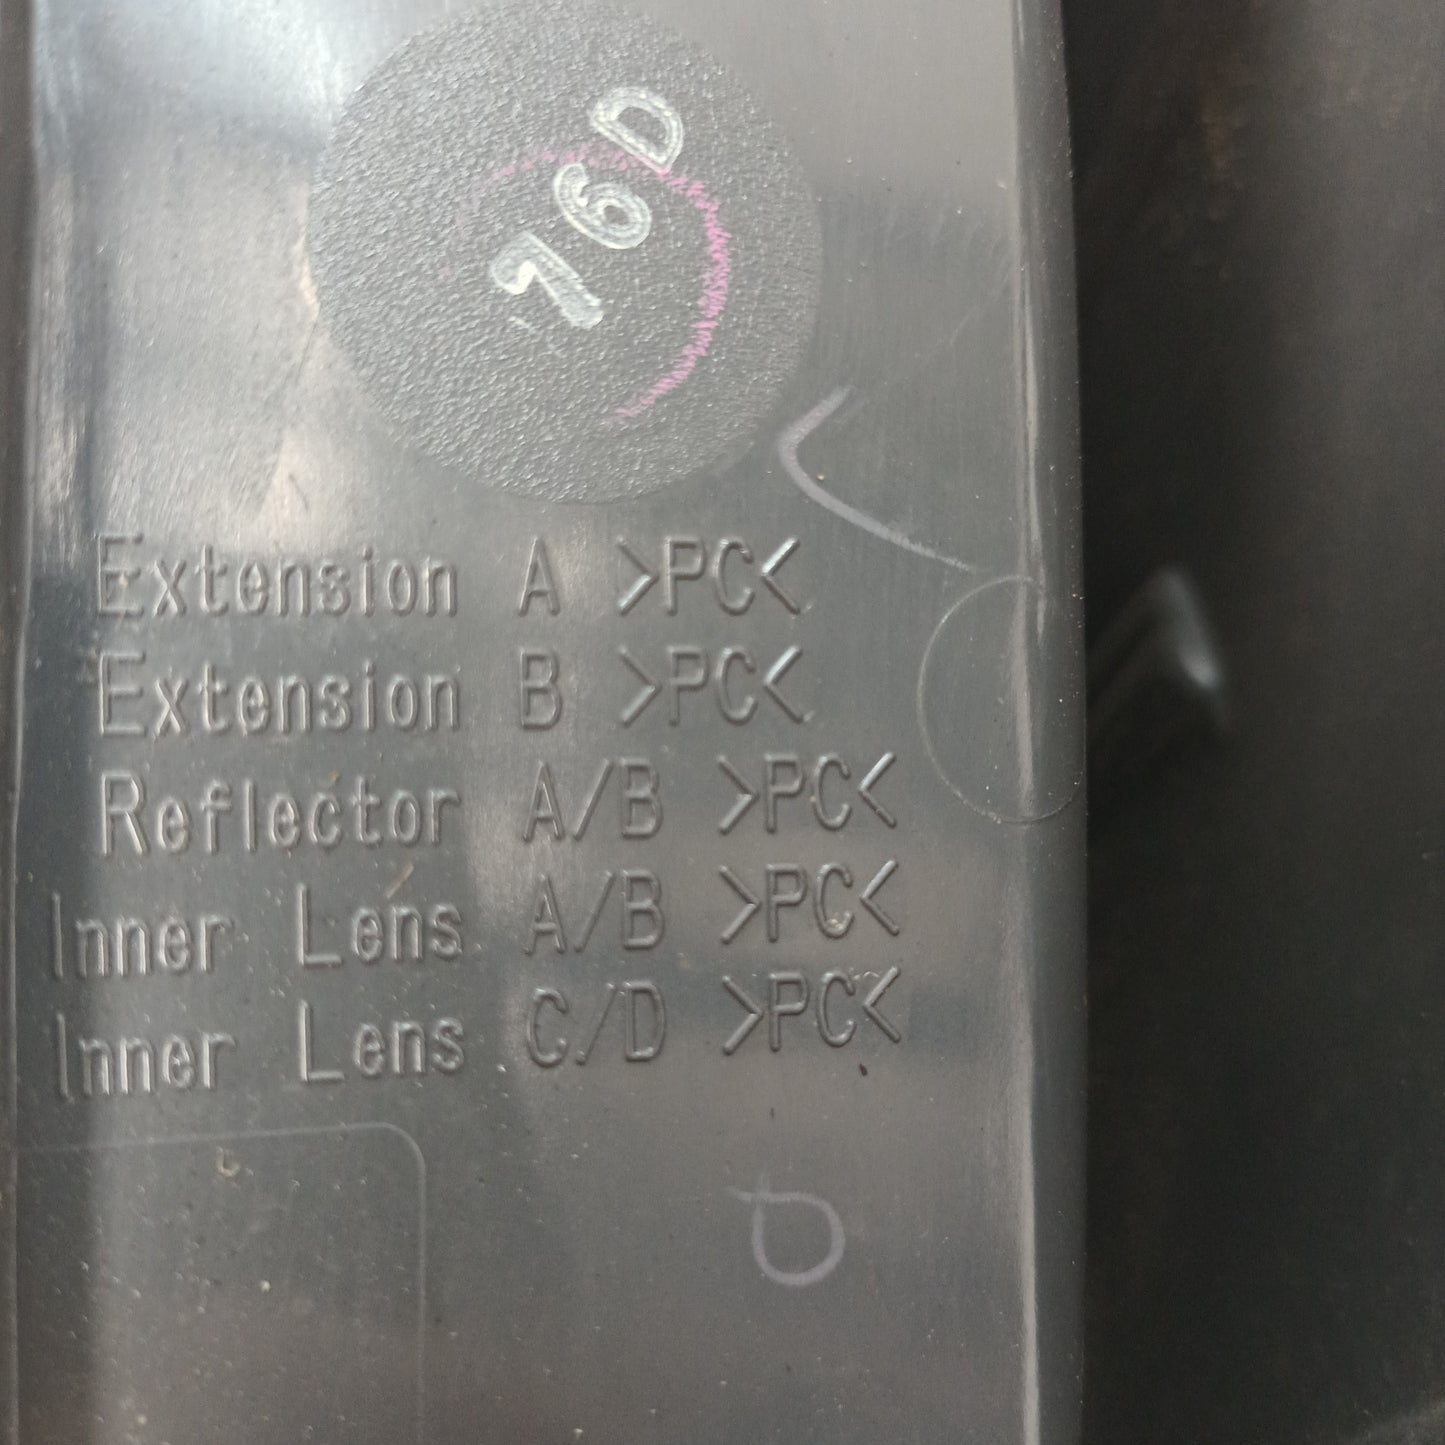 76D
Extension A >PC<
Extension B >PC<
Reflector A/B >PC<
Inner Lens A/B >PC<
Inner Lens C/D >PC<